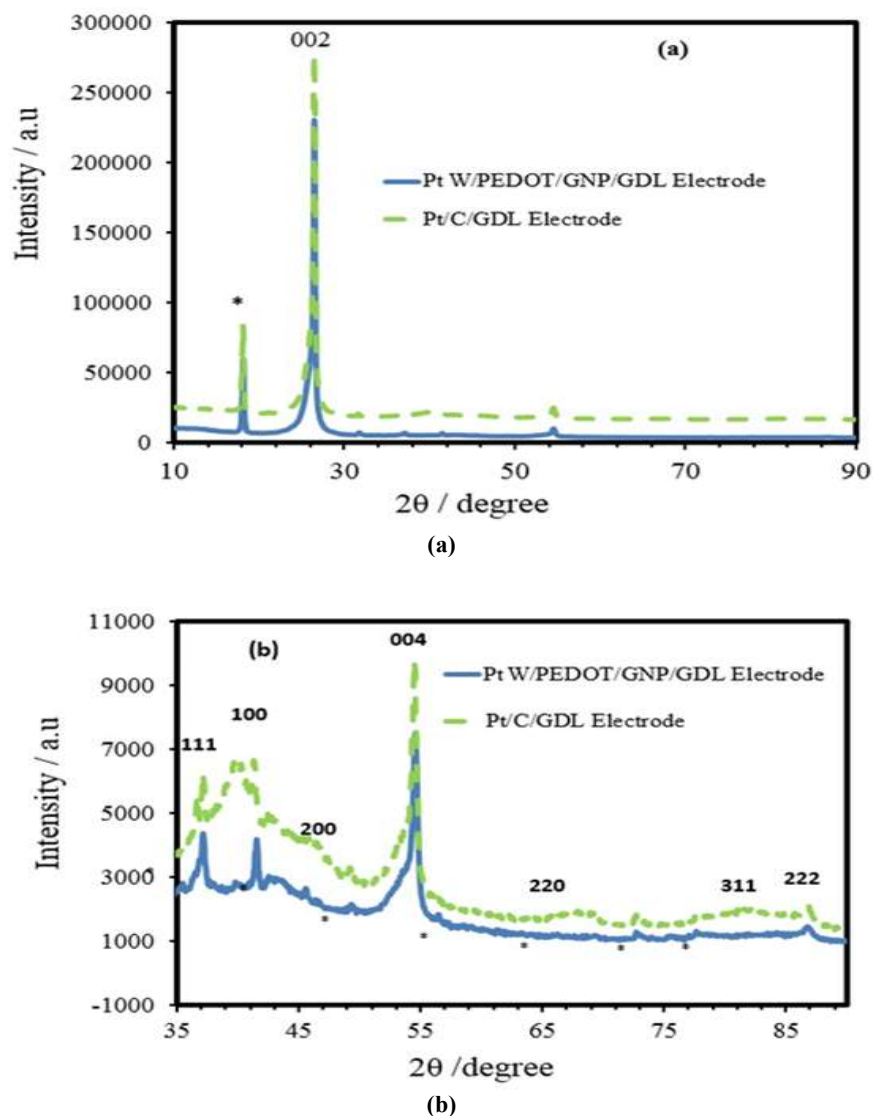 300000
002
(a)
250000
200000
Pt W/PEDOT/GNP/GDL Electrode
Pt/C/GDL Electrode
150000
*
100000
50000
0
Intensity / a.u
10 30 50 70 90
2θ / degree
(a)
11000
(b)
004
9000
Pt W/PEDOT/GNP/GDL Electrode
Pt/C/GDL Electrode
100
7000
111
5000
200
3000
220 311 222
* * * * * *
1000
-1000
Intensity / a.u
35 45 55 65 75 85
2θ /degree
(b)